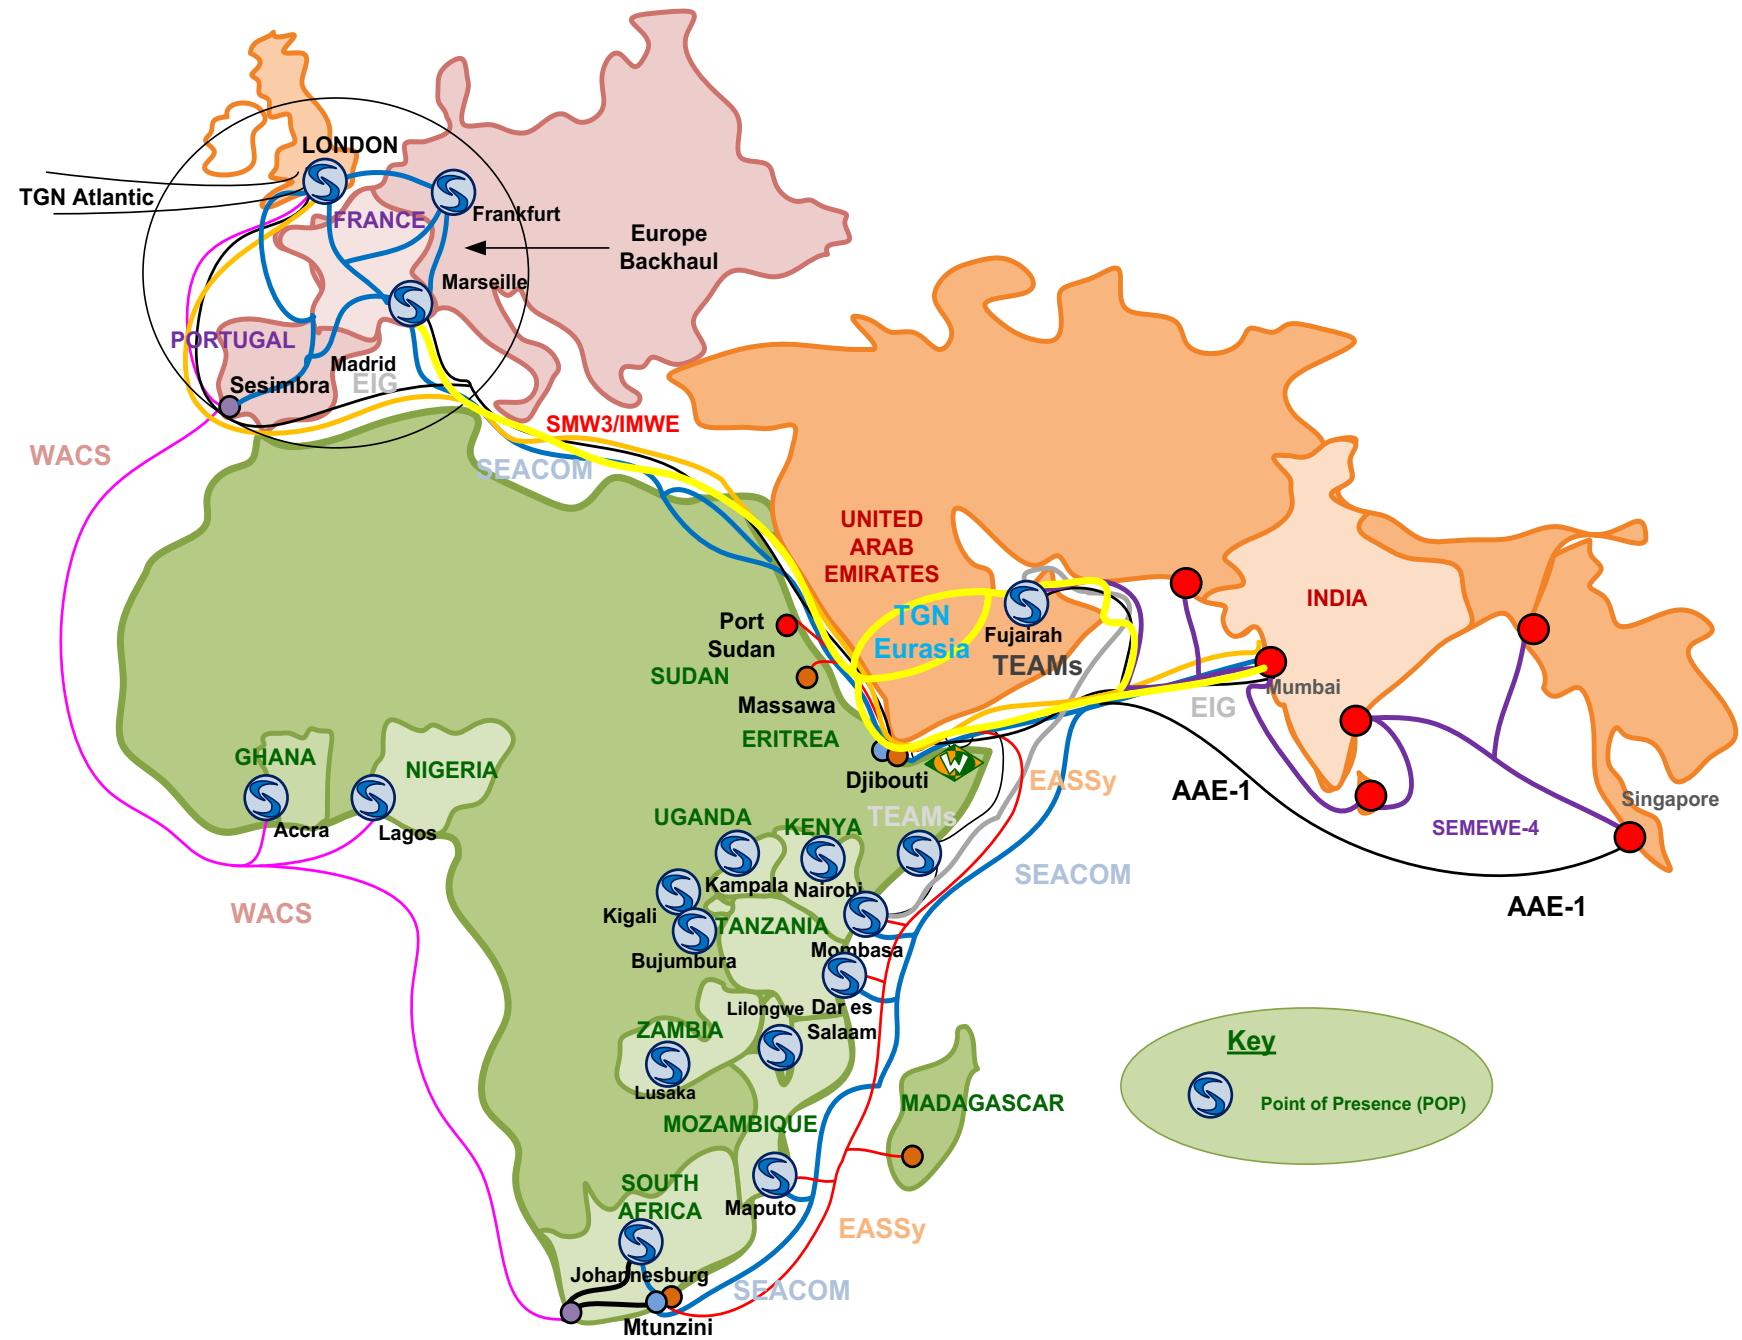 LONDON
TGN Atlantic
FRANCE
Frankfurt
Europe
Backhaul
Marseille
PORTUGAL
Madrid
EIG
Sesimbra
SMW3/IMWE
WACS
SEACOM
UNITED
ARAB
EMIRATES
INDIA
TGN
Eurasia
Fujairah
TEAMs
Port
Sudan
SUDAN
Massawa
ERITREA
Mumbai
EIG
Djibouti
W
GHANA
NIGERIA
Accra
Lagos
EASSy
AAE-1
Singapore
SEMEWE-4
UGANDA
KENYA
TEAMs
Kampala
Nairobi
SEACOM
AAE-1
WACS
Kigali
TANZANIA
Bujumbura
Mombasa
Lilongwe
Dar es
Salaam
ZAMBIA
Lusaka
Key
Point of Presence (POP)
MADAGASCAR
MOZAMBIQUE
SOUTH
AFRICA
Maputo
EASSy
Johannesburg
SEACOM
Mtunzini